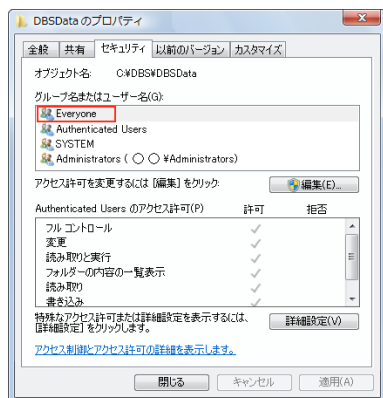 DBSData のプロパティ
全般 共有 セキュリティ 以前のバージョン カスタマイズ
オブジェクト名: C:¥DBS¥DBSData
グループ名またはユーザー名(G):
Everyone
Authenticated Users
SYSTEM
Administrators ( 〇 〇 ¥Administrators)
アクセス許可を変更するには [編集] をクリック: 編集(E)...
Authenticated Users のアクセス許可(P) 許可 拒否
フル コントロール
変更
読み取りと実行
フォルダーの内容の一覧表示
読み取り
書き込み
特殊なアクセス許可または詳細設定を表示するには、 詳細設定(V)
[詳細設定] をクリックします。
アクセス制御とアクセス許可の詳細を表示します。
閉じる キャンセル 適用(A)